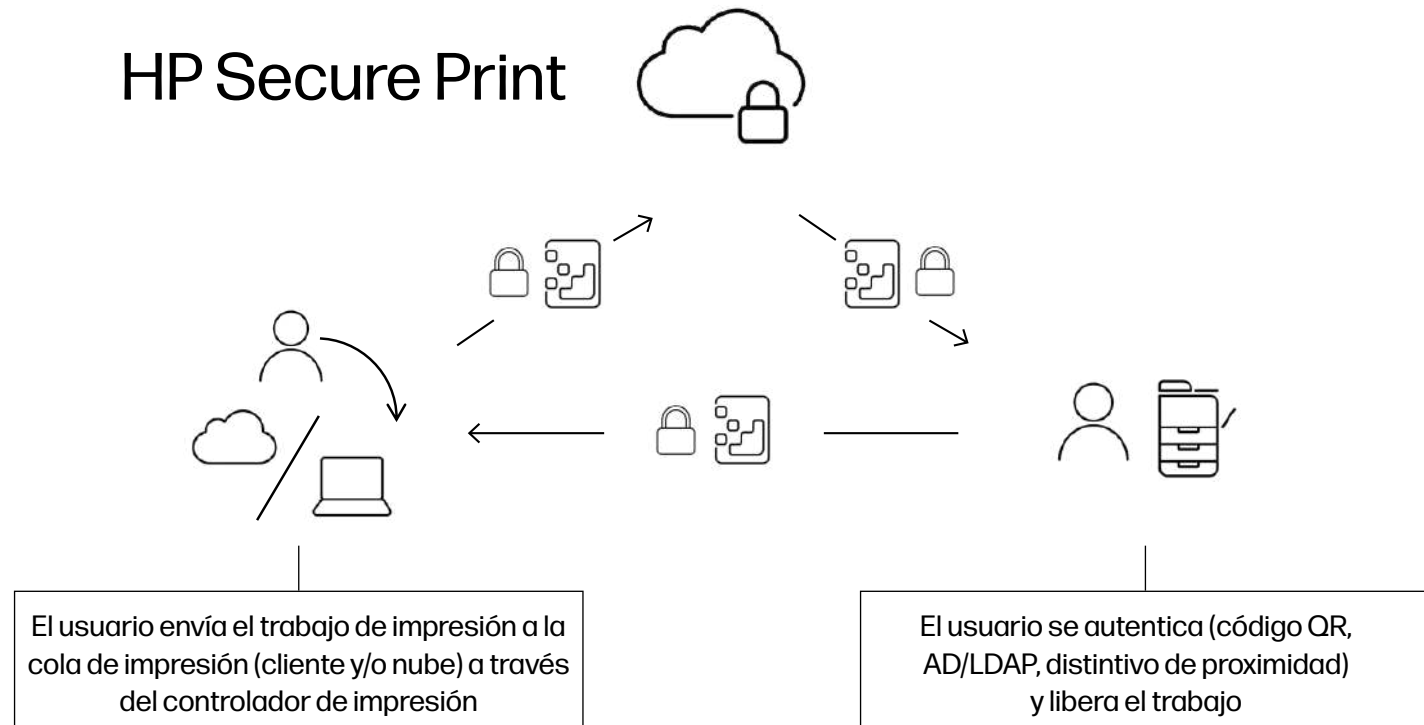 HP Secure Print
El usuario envía el trabajo de impresión a la
cola de impresión (cliente y/o nube) a través
del controlador de impresión
El usuario se autentica (código QR,
AD/LDAP, distintivo de proximidad)
y libera el trabajo